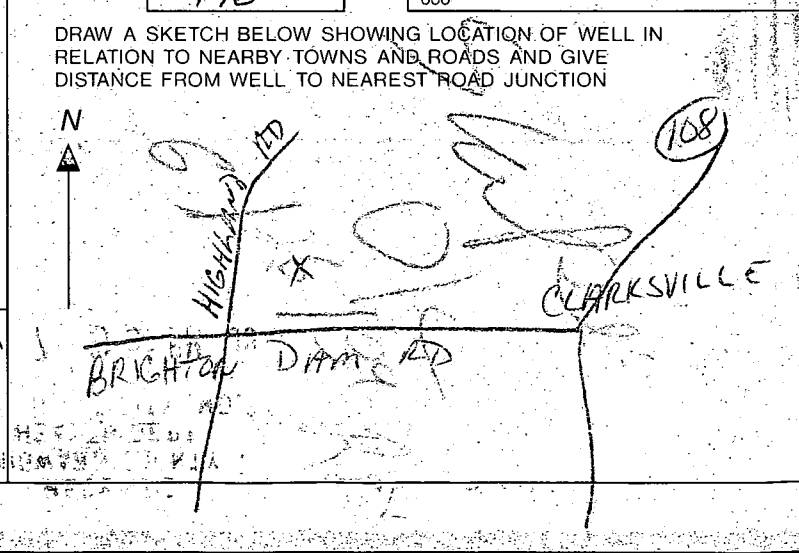 DRAW A SKETCH BELOW SHOWING LOCATION OF WELL IN
RELATION TO NEARBY TOWNS AND ROADS AND GIVE
DISTANCE FROM WELL TO NEAREST ROAD JUNCTION
N
HIGHLAND RD
108
X
CLARKSVILLE
BRIGHTON DAM RD